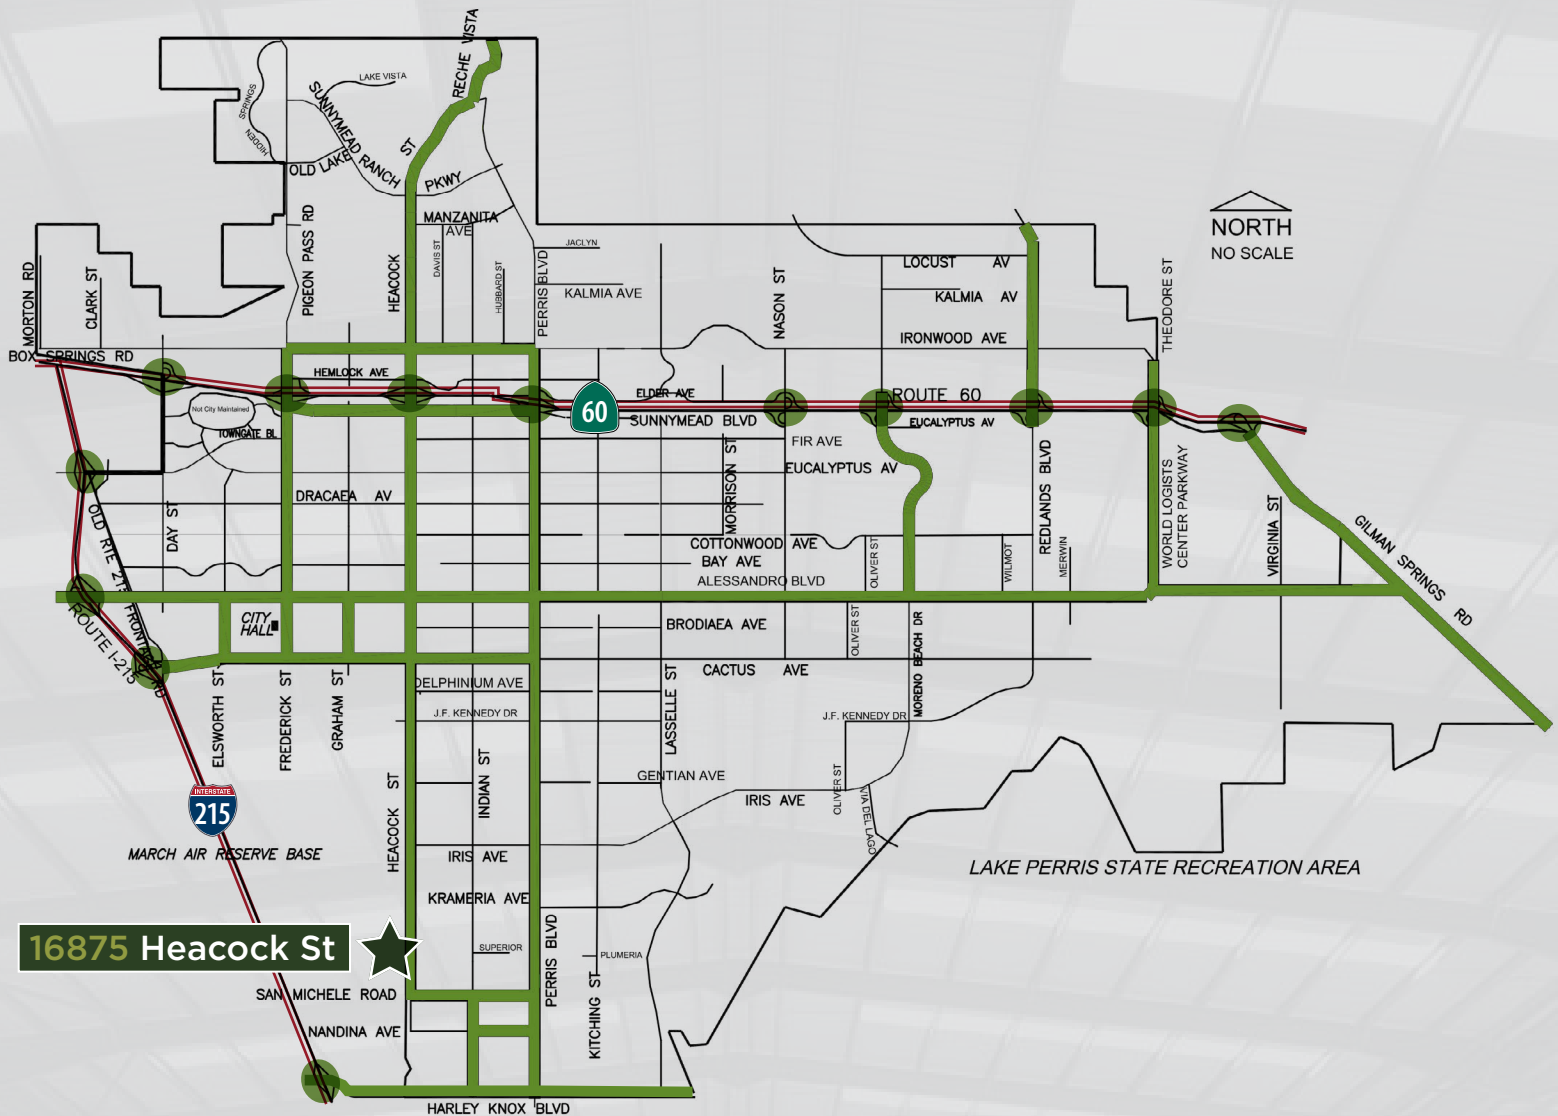 RECHE VISTA
LAKE VISTA
SUNNYMEAD RANCH
PKWY
HIDDEN
SPRINGS
OLD LAKE
ST
HEACOCK
PIGEON PASS RD
MANZANITA
AVE
DAVIS ST
HUBBARD ST
PERRIS BLVD
JACLYN
KALMIA AVE
NASON ST
LOCUST AV
KALMIA AV
IRONWOOD AVE
THEODORE ST
NORTH
NO SCALE
MORTON RD
CLARK ST
BOX SPRINGS RD
HEMLOCK AVE
ELDER AVE
60
ROUTE 60
SUNNYMEAD BLVD
EUCALYPTUS AV
Not City Maintained
TOWNGATE BL
FIR AVE
EUCALYPTUS AV
MORRISON ST
REDLANDS BLVD
WORLD LOGISTS
CENTER PARKWAY
VIRGINIA ST
GILMAN SPRINGS RD
DRACAEA AV
DAY ST
OLD RTE 215 FRONTAGE RD
COTTONWOOD AVE
BAY AVE
ALESSANDRO BLVD
OLIVER ST
WILMOT
MERWIN
ROUTE I-215
CITY
HALL
BRODIAEA AVE
OLIVER ST
MORENO BEACH DR
CACTUS AVE
DELPHINIUM AVE
J.F. KENNEDY DR
J.F. KENNEDY DR
ELSWORTH ST
FREDERICK ST
GRAHAM ST
HEACOCK ST
INDIAN ST
LASSELLE ST
GENTIAN AVE
IRIS AVE
OLIVER ST
VIA DEL LAGO
INTERSTATE
215
MARCH AIR RESERVE BASE
IRIS AVE
LAKE PERRIS STATE RECREATION AREA
KRAMERIA AVE
16875 Heacock St
SUPERIOR
PLUMERIA
PERRIS BLVD
KITCHING ST
SAN MICHELE ROAD
NANDINA AVE
HARLEY KNOX BLVD